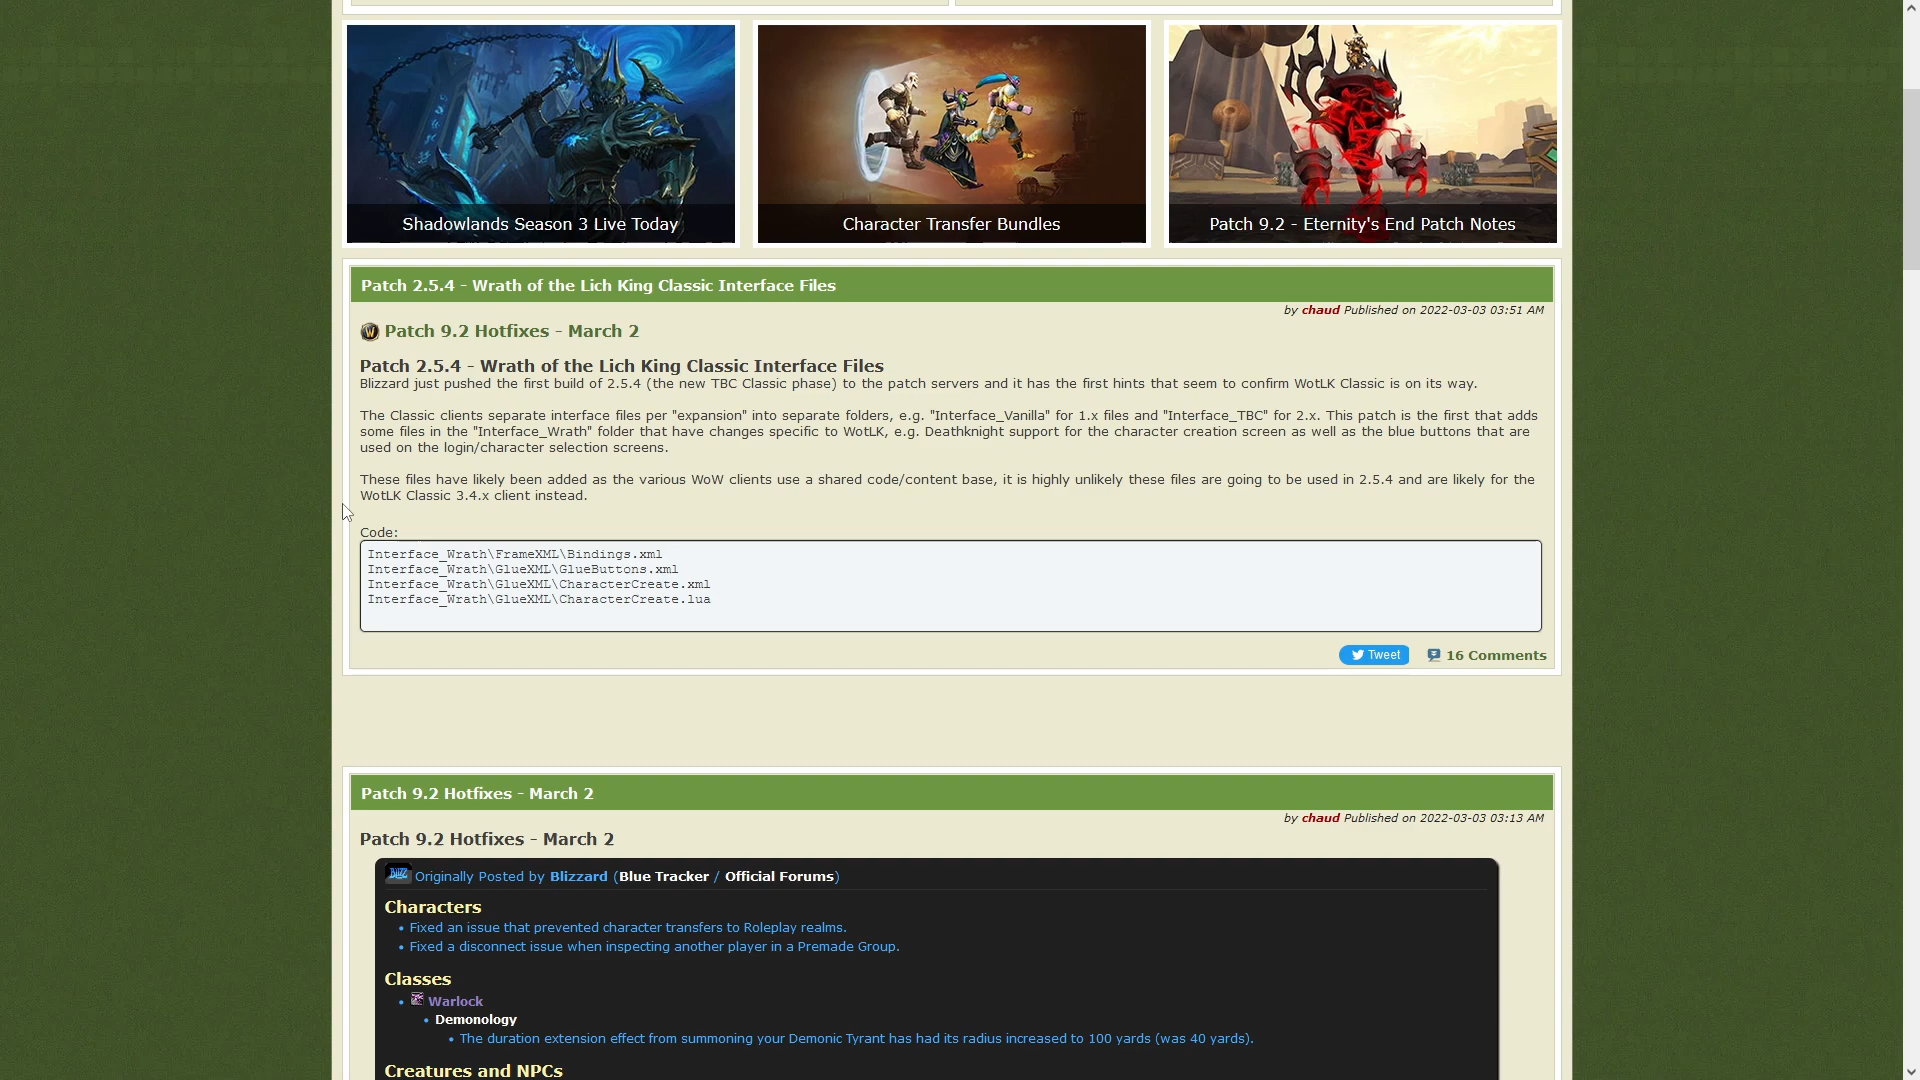 Shadowlands Season 3 Live Today
Character Transfer Bundles
Patch 9.2 - Eternity's End Patch Notes
Patch 2.5.4 - Wrath of the Lich King Classic Interface Files
by chaud Published on 2022-03-03 03:51 AM
Patch 9.2 Hotfixes - March 2
Patch 2.5.4 - Wrath of the Lich King Classic Interface Files
Blizzard just pushed the first build of 2.5.4 (the new TBC Classic phase) to the patch servers and it has the first hints that seem to confirm WotLK Classic is on its way.
The Classic clients separate interface files per "expansion" into separate folders, e.g. "Interface_Vanilla" for 1.x files and "Interface_TBC" for 2.x. This patch is the first that adds
some files in the "Interface_Wrath" folder that have changes specific to WotLK, e.g. Deathknight support for the character creation screen as well as the blue buttons that are
used on the login/character selection screens.
These files have likely been added as the various WoW clients use a shared code/content base, it is highly unlikely these files are going to be used in 2.5.4 and are likely for the
WotLK Classic 3.4.x client instead.
Code:
Interface_Wrath\FrameXML\Bindings.xml
Interface_Wrath\GlueXML\GlueButtons.xml
Interface_Wrath\GlueXML\CharacterCreate.xml
Interface_Wrath\GlueXML\CharacterCreate.lua
Tweet
16 Comments
Patch 9.2 Hotfixes - March 2
by chaud Published on 2022-03-03 03:13 AM
Patch 9.2 Hotfixes - March 2
Originally Posted by Blizzard (Blue Tracker / Official Forums)
Characters
• Fixed an issue that prevented character transfers to Roleplay realms.
• Fixed a disconnect issue when inspecting another player in a Premade Group.
Classes
• Warlock
• Demonology
• The duration extension effect from summoning your Demonic Tyrant has had its radius increased to 100 yards (was 40 yards).
Creatures and NPCs